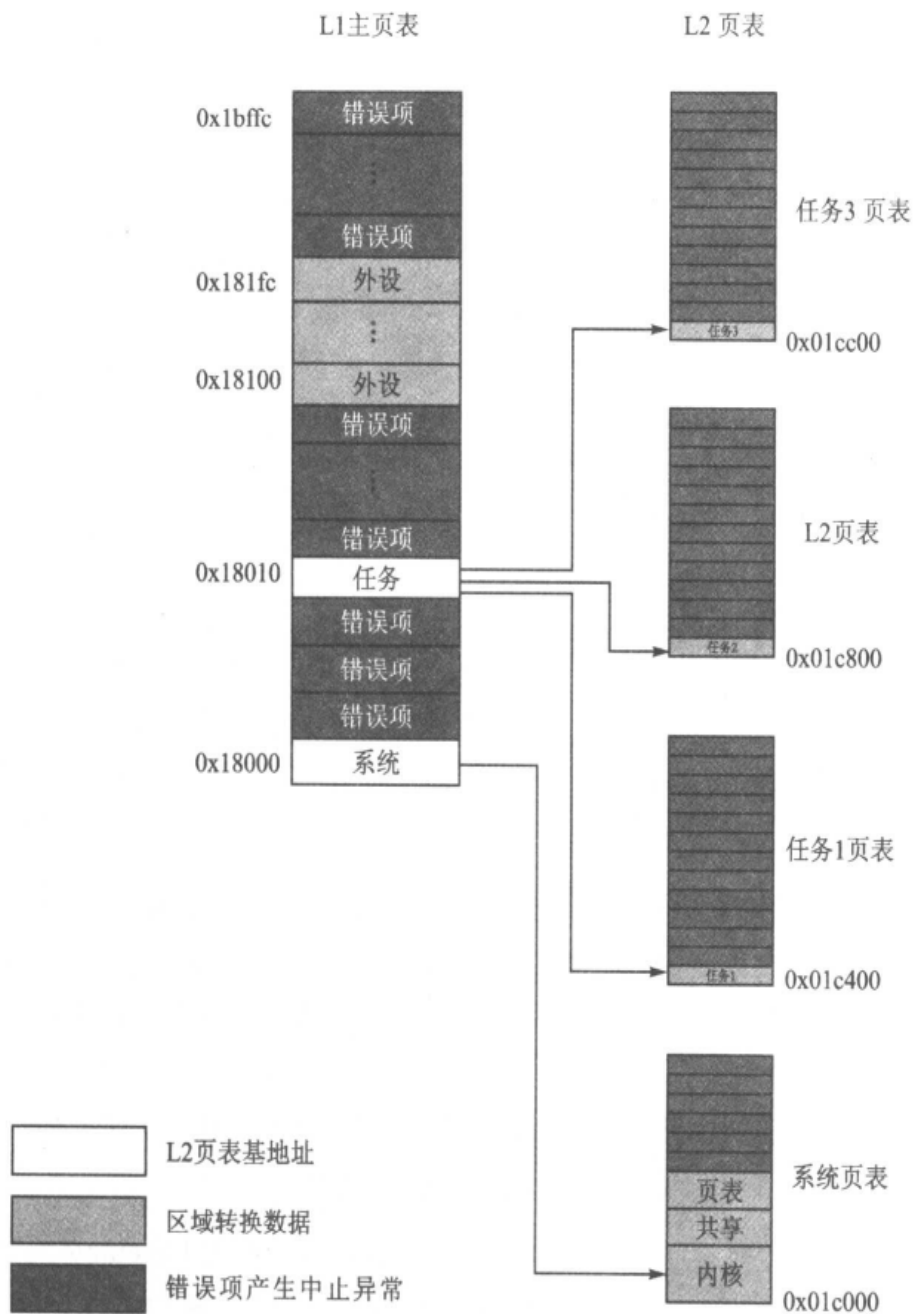 L1主页表
L2 页表
0x1bffc
错误项
错误项
0x181fc
外设
0x18100
外设
错误项
错误项
0x18010
任务
错误项
错误项
错误项
0x18000
系统
任务3 页表
任务3
0x01cc00
L2页表
任务2
0x01c800
任务1页表
任务1
0x01c400
系统页表
页表
共享
内核
0x01c000
L2页表基地址
区域转换数据
错误项产生中止异常